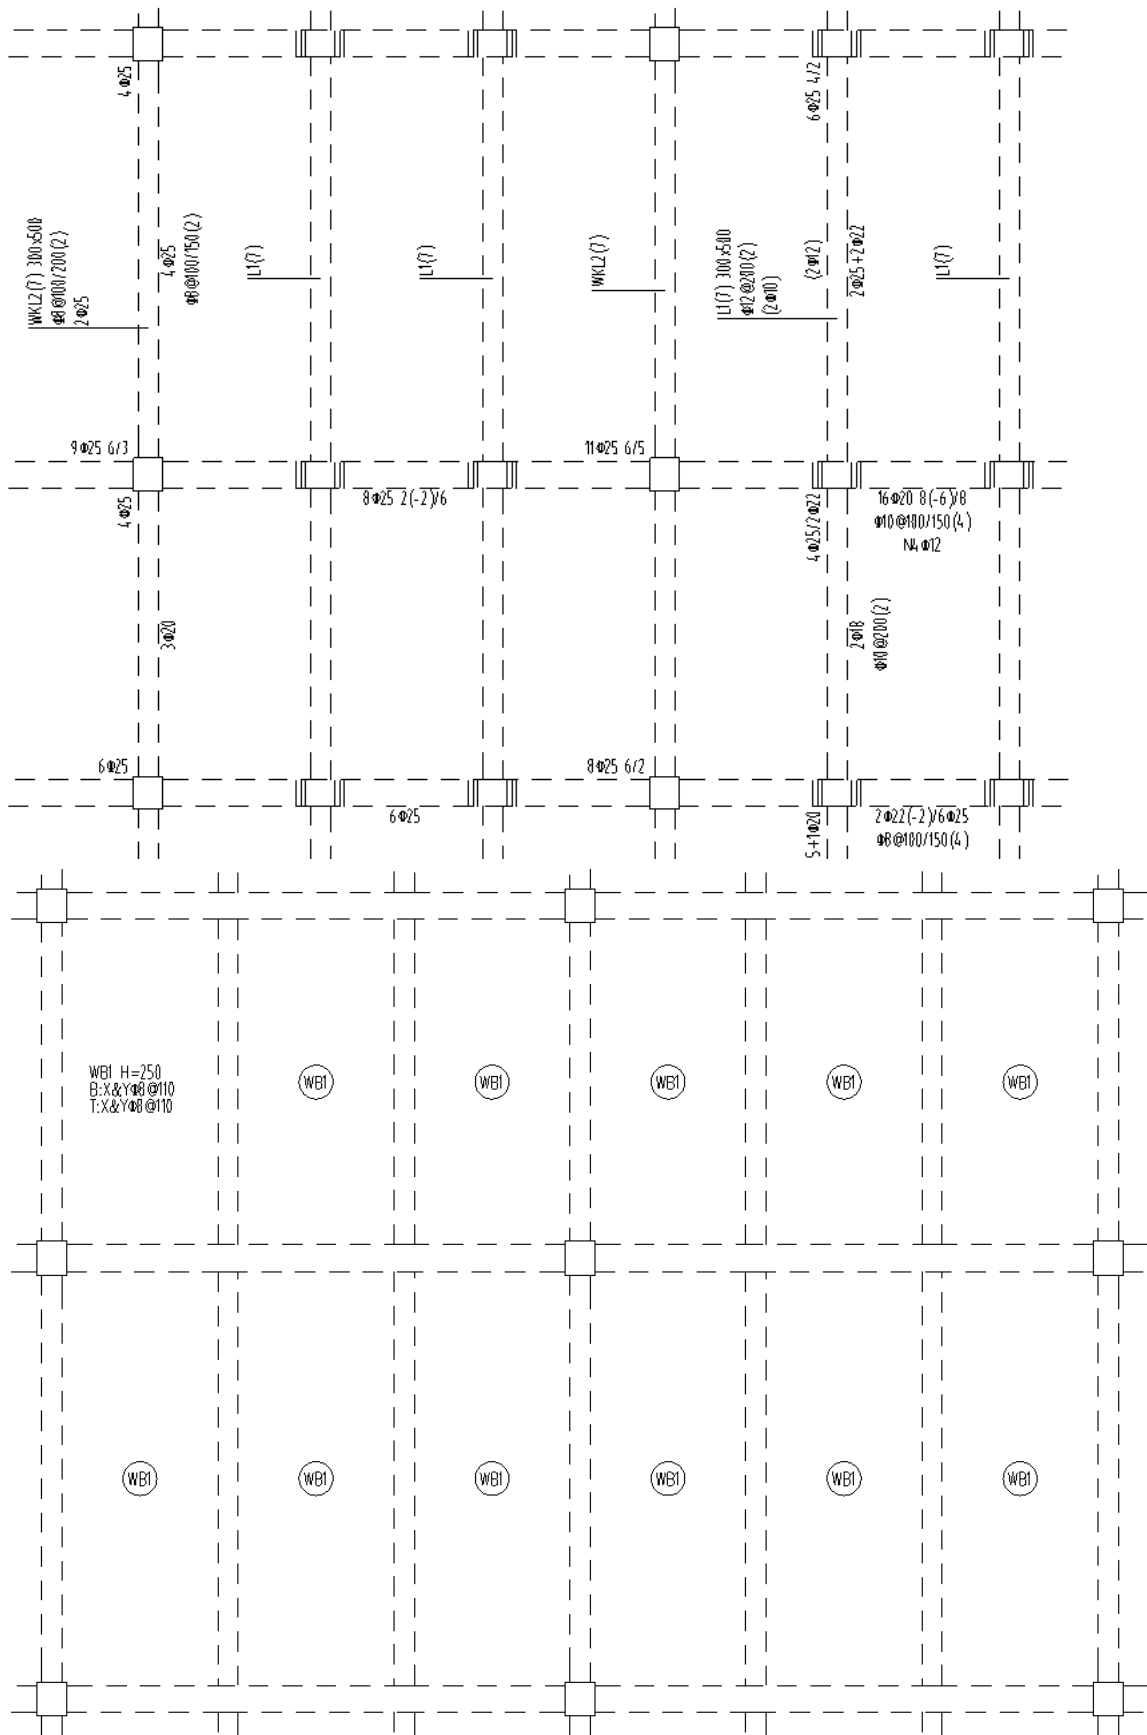 4Φ25
6Φ25 4/2
WKL2(7) 300x500
Φ8@100/200(2)
2Φ25
4Φ25
Φ8@100/150(2)
L1(7)
L1(7)
WKL2(7)
L1(7) 300x500
Φ12@200(2)
(2Φ10)
(2Φ12)
2Φ25+2Φ22
L1(7)
9Φ25 6/3
11Φ25 6/5
4Φ25
8Φ25 2(-2)/6
4Φ25/2Φ22
16Φ20 8(-6)/8
Φ10@100/150(4)
N4Φ12
3Φ20
2Φ18
Φ10@200(2)
6Φ25
8Φ25 6/2
6Φ25
5+1Φ20
2Φ22(-2)/6Φ25
Φ8@100/150(4)
WB1 H=250
B:X&YΦ8@110
T:X&YΦ8@110
WB1
WB1
WB1
WB1
WB1
WB1
WB1
WB1
WB1
WB1
WB1